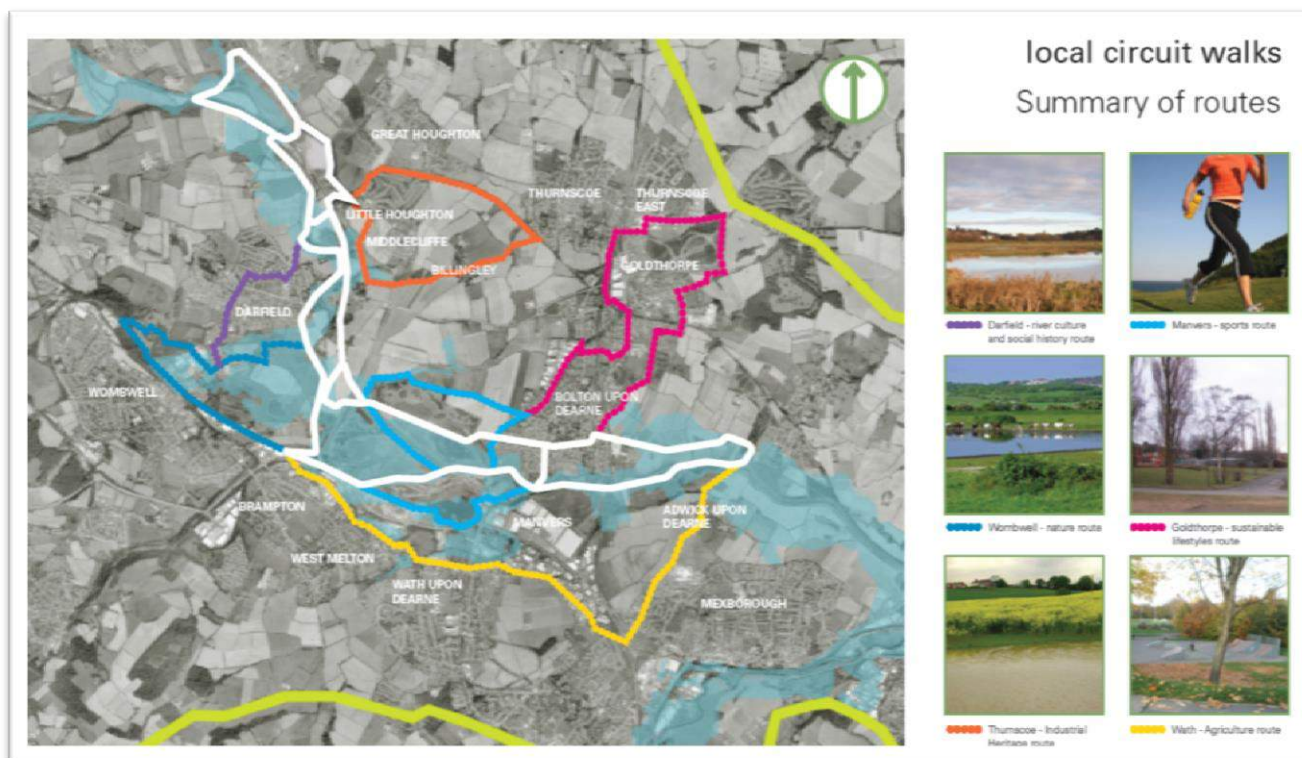 local circuit walks
Summary of routes
GREAT HOUGHTON
THURNSCOE
THURNSCOE
EAST
LITTLE HOUGHTON
MIDDLECLIFFE
BILLINGLEY
GOLDTHORPE
DARFIELD
WOMBWELL
BOLTON UPON
DEARNE
BRAMPTON
MANVERS
ADWICK UPON
DEARNE
WEST MELTON
WATH UPON
DEARNE
MEXBOROUGH
Darfield - river culture
and social history route
Manvers - sports route
Wombwell - nature route
Goldthorpe - sustainable
lifestyles route
Thurnscoe - Industrial
Heritage route
Wath - Agriculture route